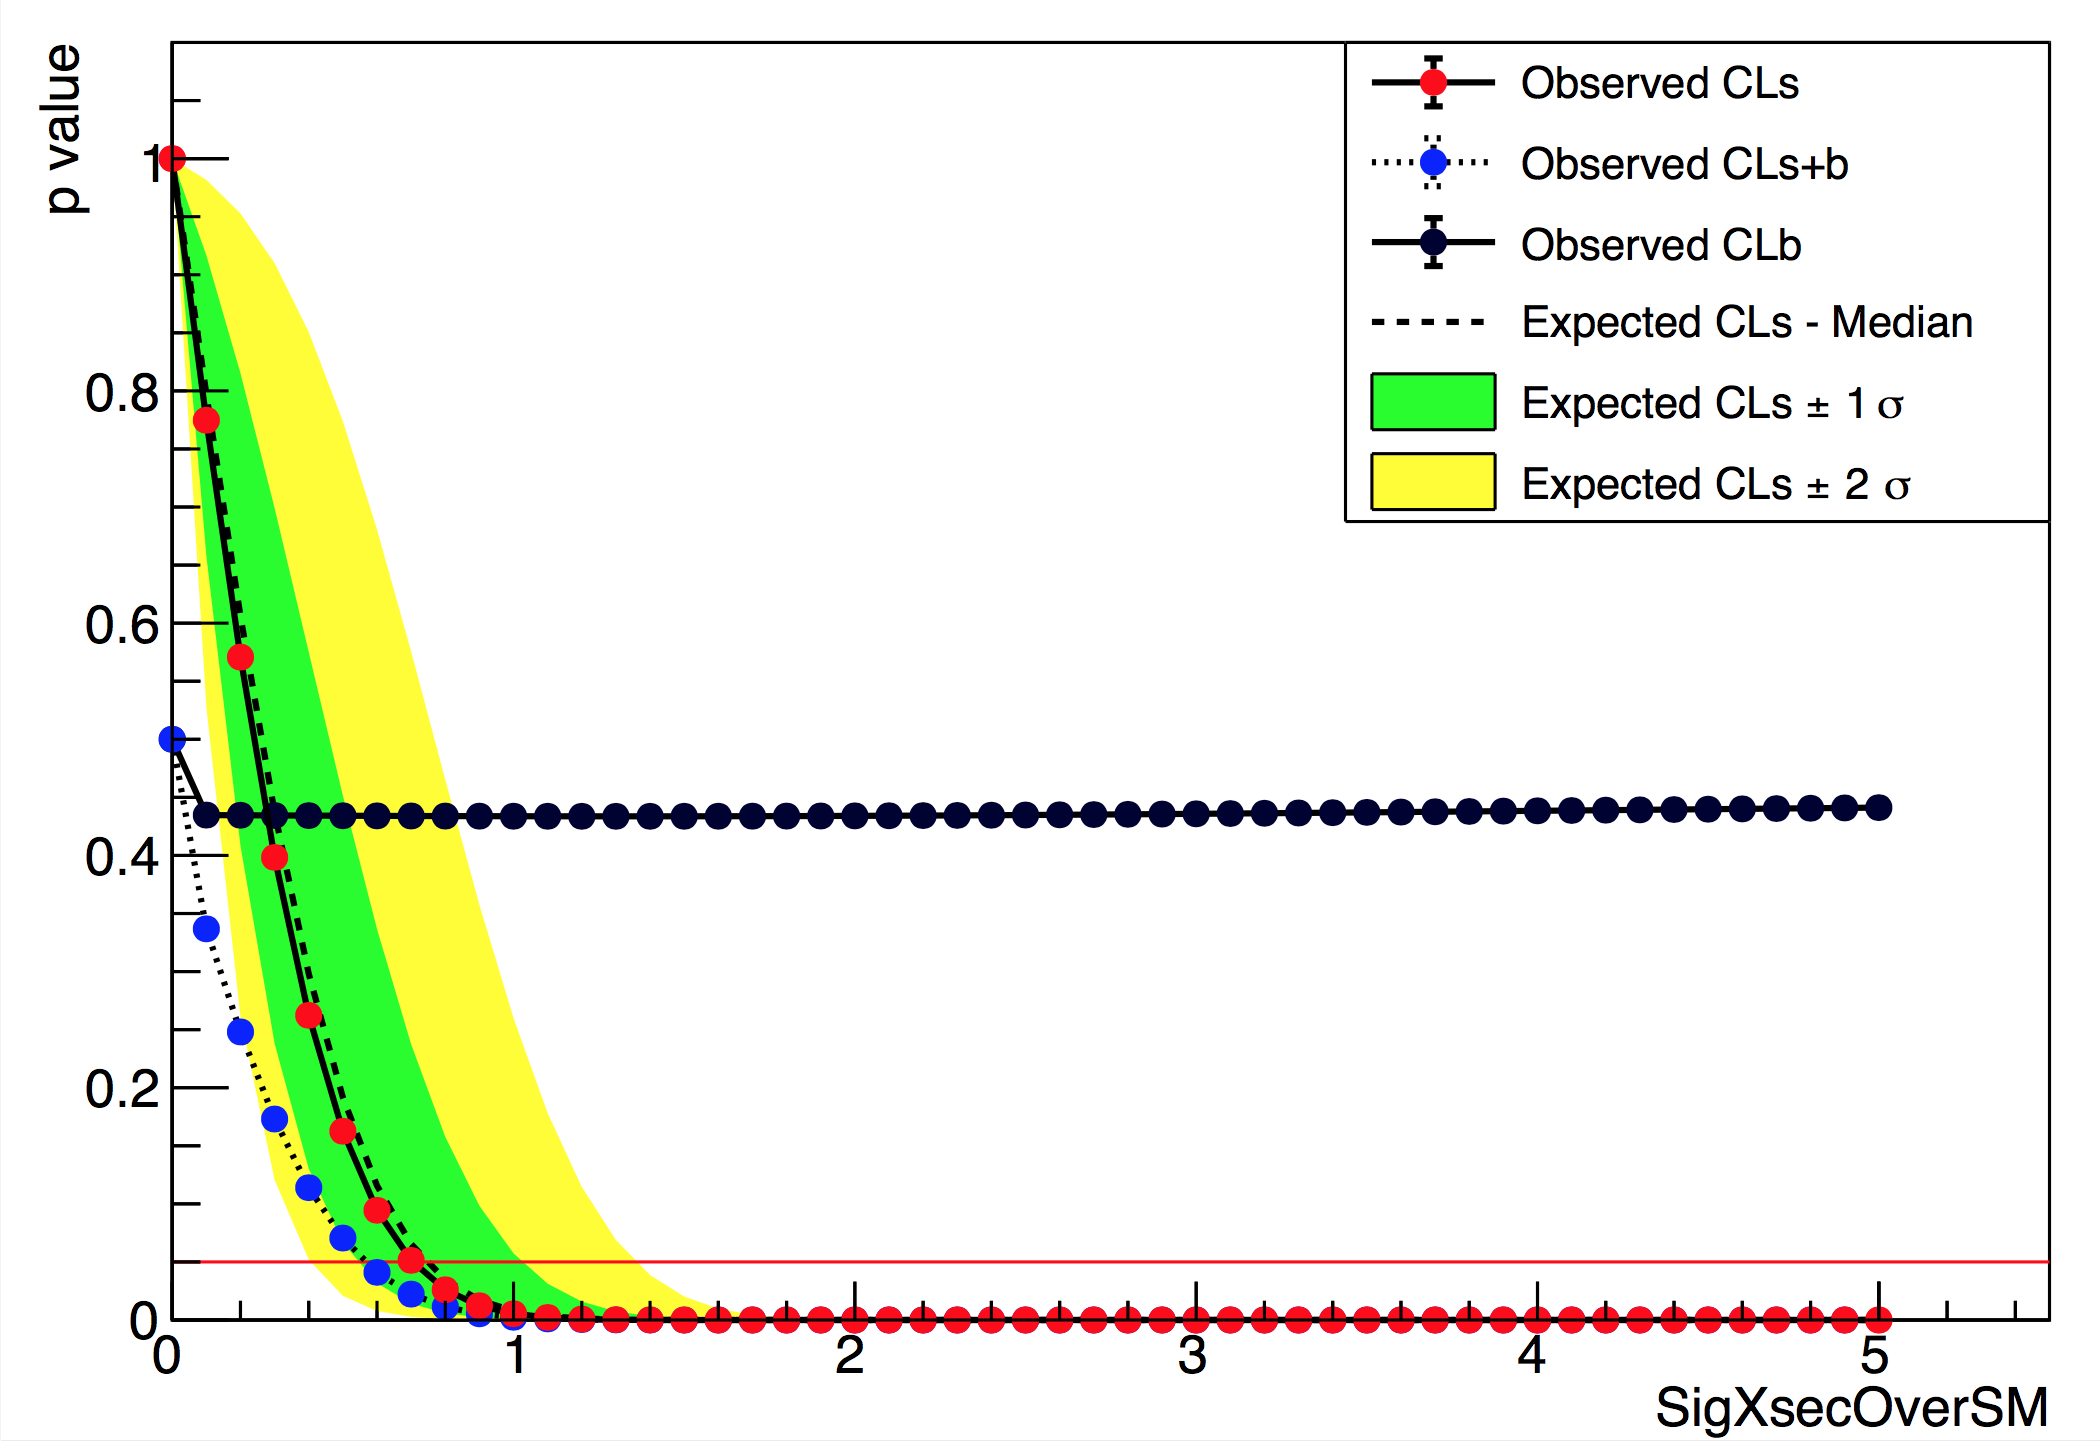 p value
1
0.8
0.6
0.4
0.2
0
0 1 2 3 4 5
SigXsecOverSM
Observed CLs
Observed CLs+b
Observed CLb
Expected CLs - Median
Expected CLs ± 1 σ
Expected CLs ± 2 σ